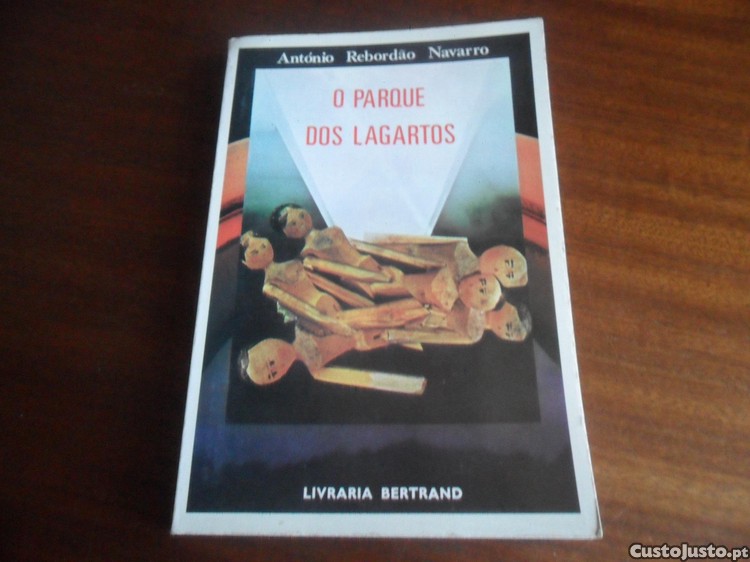 António Rebordão Navarro
O PARQUE
DOS LAGARTOS
LIVRARIA BERTRAND
CustoJusto.pt